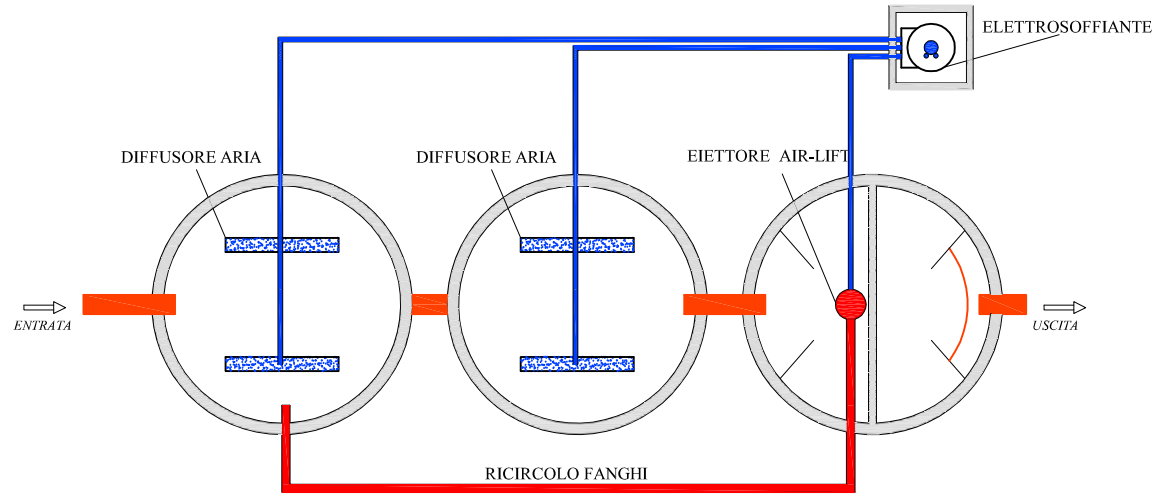 ELETTROSOFFIANTE
DIFFUSORE ARIA
DIFFUSORE ARIA
EIETTORE AIR-LIFT
ENTRATA
USCITA
RICIRCOLO FANGHI